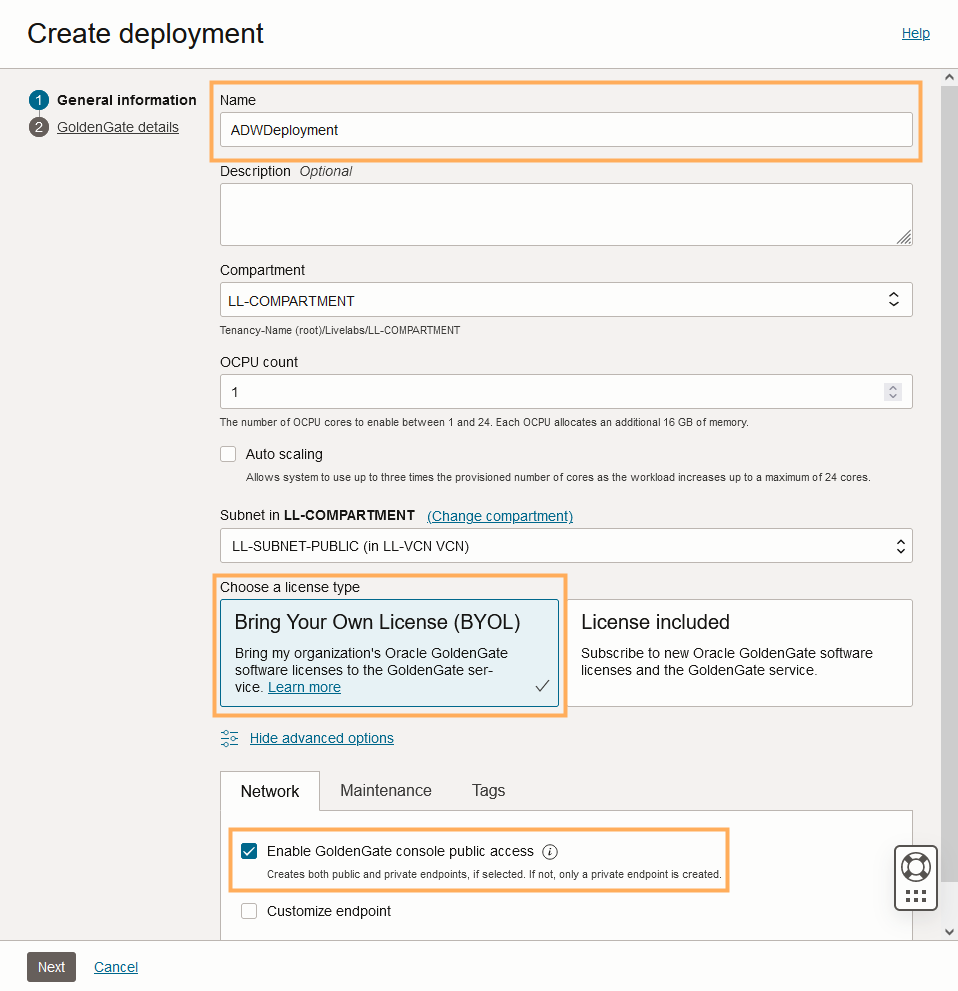 Create deployment
Help
1 General information
2 GoldenGate details
Name
ADWDeployment
Description Optional
Compartment
LL-COMPARTMENT
Tenancy-Name (root)/Livelabs/LL-COMPARTMENT
OCPU count
1
The number of OCPU cores to enable between 1 and 24. Each OCPU allocates an additional 16 GB of memory.
Auto scaling
Allows system to use up to three times the provisioned number of cores as the workload increases up to a maximum of 24 cores.
Subnet in LL-COMPARTMENT (Change compartment)
LL-SUBNET-PUBLIC (in LL-VCN VCN)
Choose a license type
Bring Your Own License (BYOL)
Bring my organization's Oracle GoldenGate
software licenses to the GoldenGate ser-
vice. Learn more
License included
Subscribe to new Oracle GoldenGate software
licenses and the GoldenGate service.
Hide advanced options
Network Maintenance Tags
Enable GoldenGate console public access i
Creates both public and private endpoints, if selected. If not, only a private endpoint is created.
Customize endpoint
Next Cancel